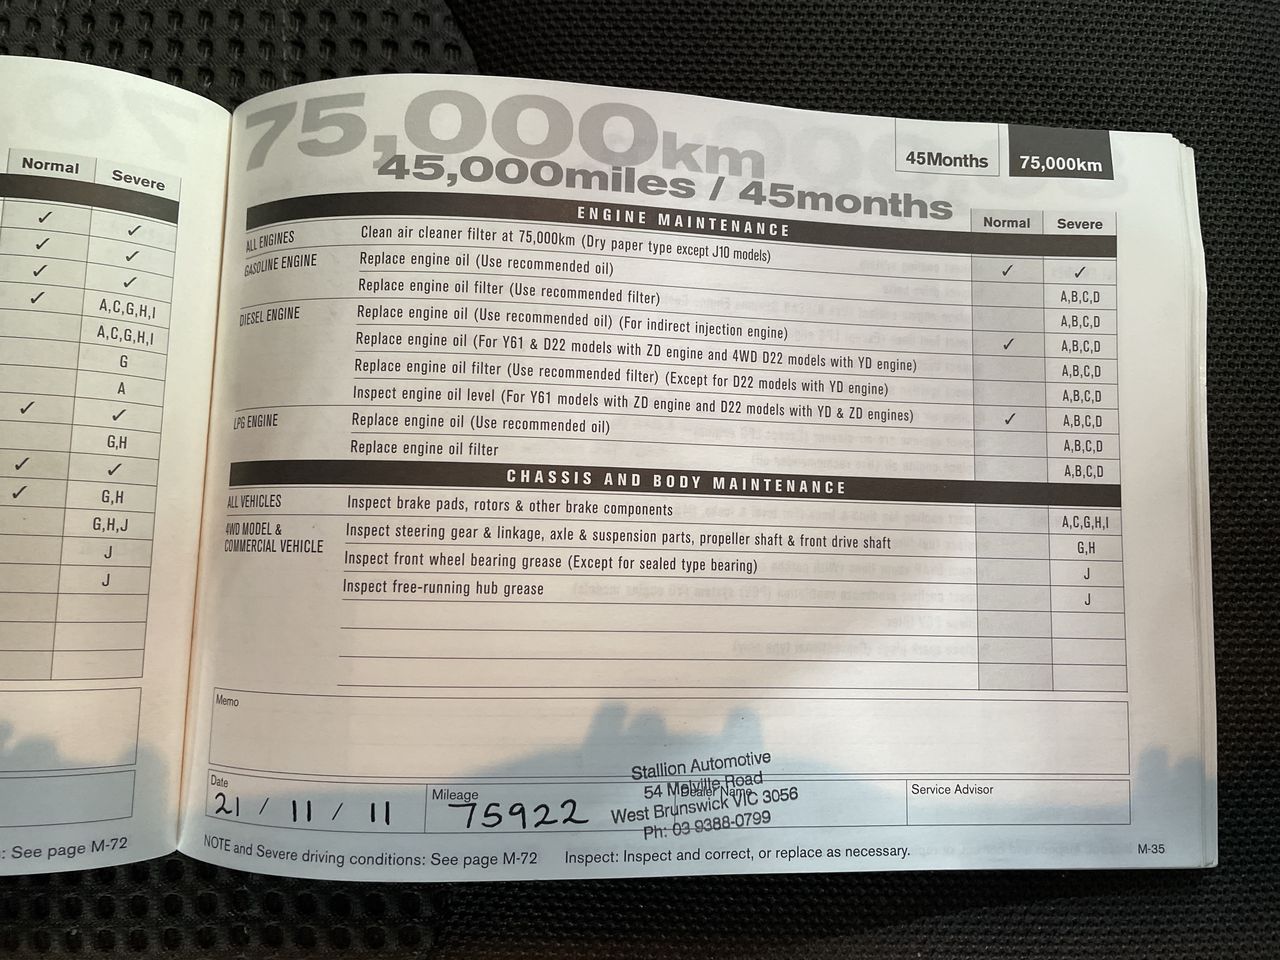 Normal Severe
✓ ✓
✓ ✓
✓ ✓
✓ A,C,G,H,I
A,C,G,H,I
G
A
✓ ✓
G,H
✓ ✓
✓ G,H
G,H,J
J
J
: See page M-72
75,000km
45,000miles / 45months
45Months 75,000km
ENGINE MAINTENANCE Normal Severe
ALL ENGINES Clean air cleaner filter at 75,000km (Dry paper type except J10 models) ✓ ✓
GASOLINE ENGINE Replace engine oil (Use recommended oil) A,B,C,D
Replace engine oil filter (Use recommended filter) A,B,C,D
DIESEL ENGINE Replace engine oil (Use recommended oil) (For indirect injection engine) ✓ A,B,C,D
Replace engine oil (For Y61 & D22 models with ZD engine and 4WD D22 models with YD engine) A,B,C,D
Replace engine oil filter (Use recommended filter) (Except for D22 models with YD engine) A,B,C,D
Inspect engine oil level (For Y61 models with ZD engine and D22 models with YD & ZD engines) ✓ A,B,C,D
LPG ENGINE Replace engine oil (Use recommended oil) A,B,C,D
Replace engine oil filter A,B,C,D
CHASSIS AND BODY MAINTENANCE
ALL VEHICLES Inspect brake pads, rotors & other brake components A,C,G,H,I
4WD MODEL & Inspect steering gear & linkage, axle & suspension parts, propeller shaft & front drive shaft G,H
COMMERCIAL VEHICLE Inspect front wheel bearing grease (Except for sealed type bearing) J
Inspect free-running hub grease J
Memo
Date 21 / 11 / 11
Mileage 75922
Dealer Name
Stallion Automotive
54 Melville Road
West Brunswick VIC 3056
Ph: 03 9388-0799
Service Advisor
NOTE and Severe driving conditions: See page M-72 Inspect: Inspect and correct, or replace as necessary.
M-35